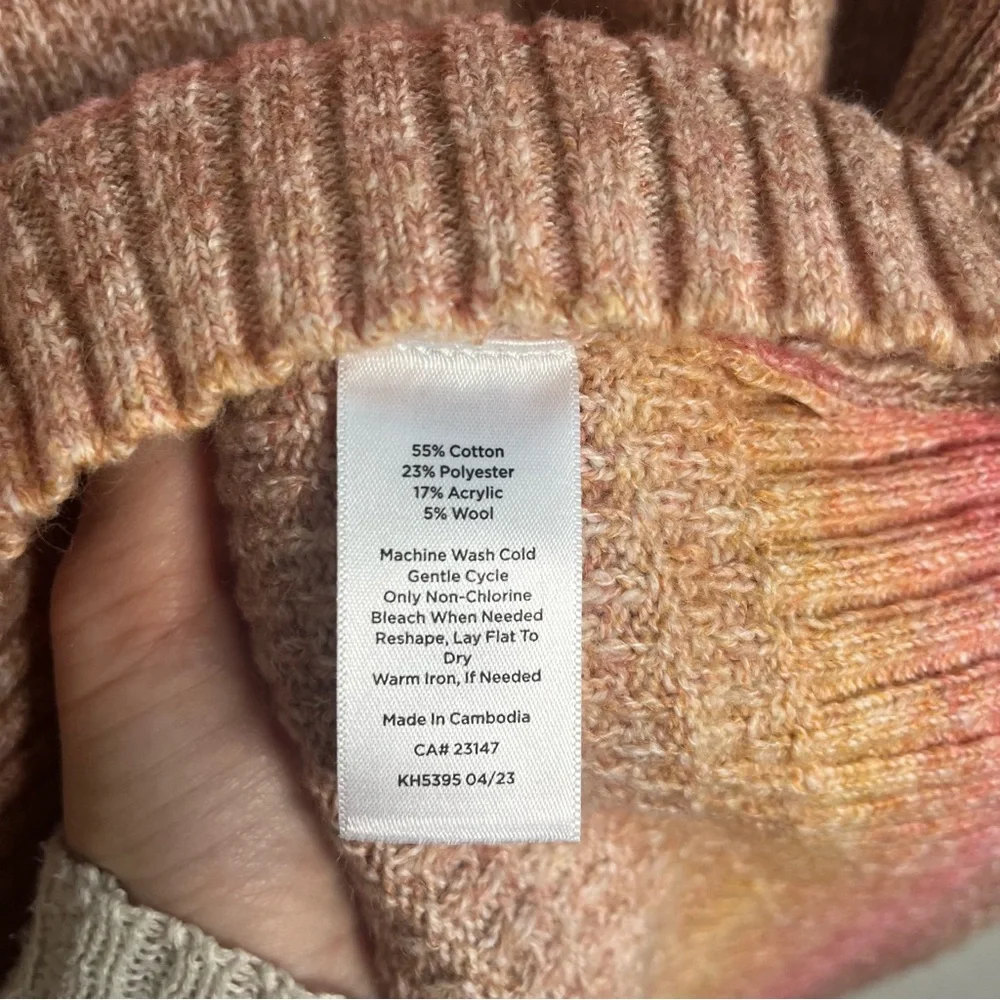 55% Cotton
23% Polyester
17% Acrylic
5% Wool
Machine Wash Cold
Gentle Cycle
Only Non-Chlorine
Bleach When Needed
Reshape, Lay Flat To
Dry
Warm Iron, If Needed
Made In Cambodia
CA# 23147
KH5395 04/23